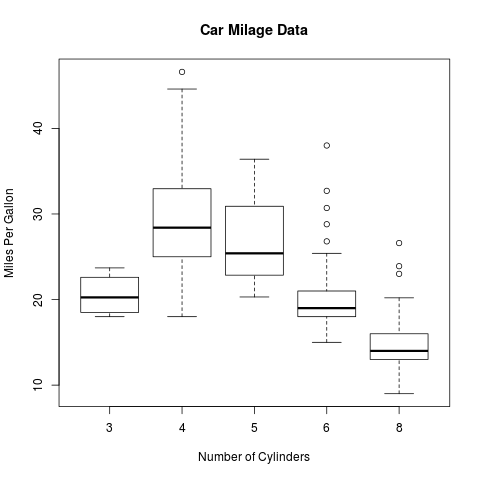 Car Milage Data
Miles Per Gallon
40
30
20
10
3 4 5 6 8
Number of Cylinders